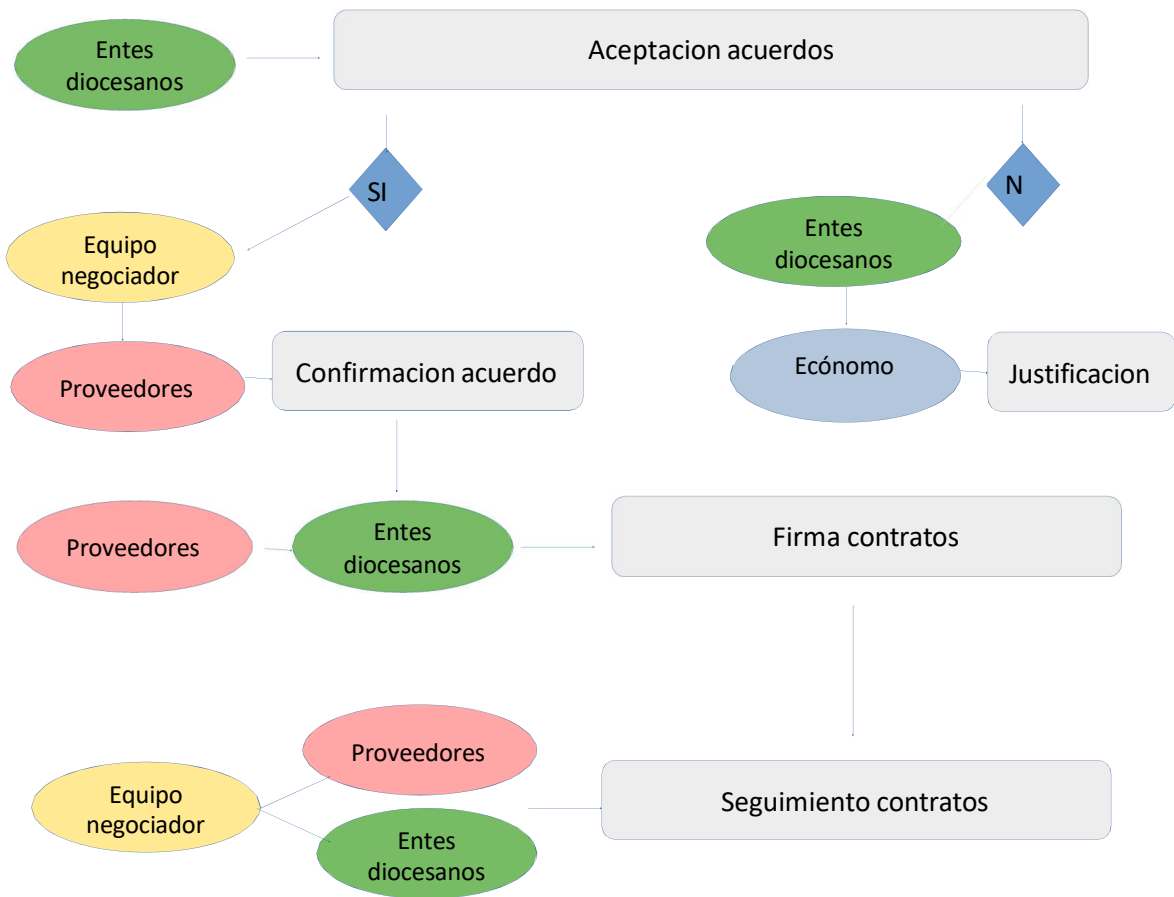 Entes
diocesanos
Aceptacion acuerdos
SI
N
Equipo
negociador
Entes
diocesanos
Proveedores
Confirmacion acuerdo
Ecónomo
Justificacion
Proveedores
Entes
diocesanos
Firma contratos
Proveedores
Equipo
negociador
Entes
diocesanos
Seguimiento contratos